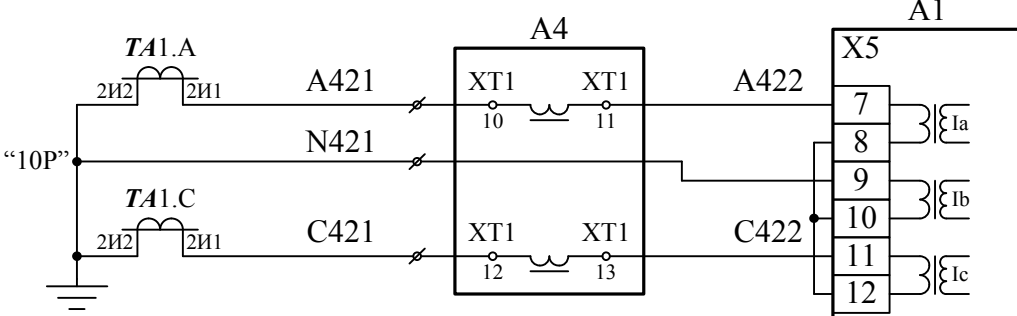 A1
A4
X5
TA1.A
2И2
2И1
A421
XT1
XT1
A422
7
Ia
10
11
8
N421
“10P”
9
Ib
10
TA1.C
2И2
2И1
C421
XT1
XT1
C422
11
Ic
12
13
12